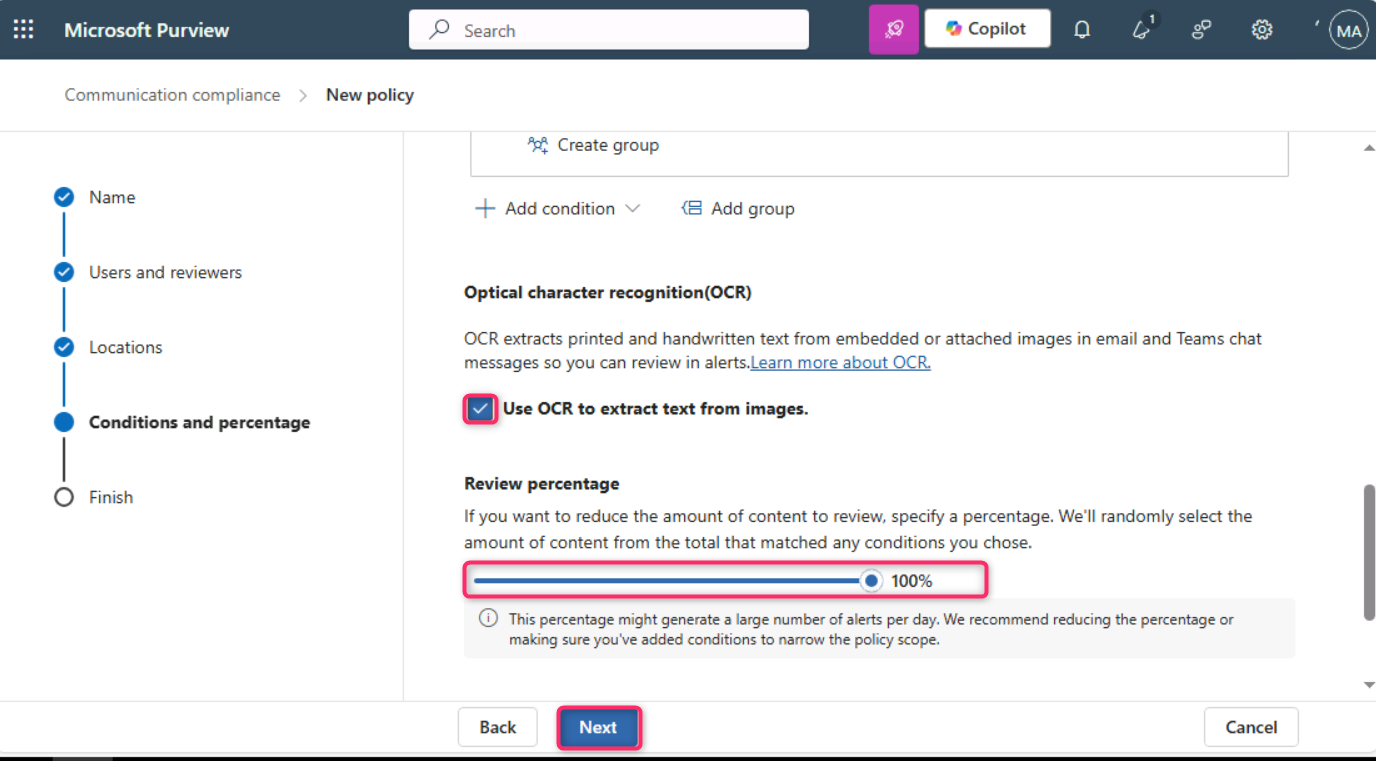 Microsoft Purview
Search
Copilot
1
MA
Communication compliance
New policy
Create group
Name
Add condition
Add group
Users and reviewers
Optical character recognition(OCR)
OCR extracts printed and handwritten text from embedded or attached images in email and Teams chat
Locations
messages so you can review in alerts.Learn more about OCR.
Use OCR to extract text from images.
Conditions and percentage
Review percentage
Finish
If you want to reduce the amount of content to review, specify a percentage. We'll randomly select the
amount of content from the total that matched any conditions you chose.
100%
This percentage might generate a large number of alerts per day. We recommend reducing the percentage or
making sure you've added conditions to narrow the policy scope.
Back
Next
Cancel